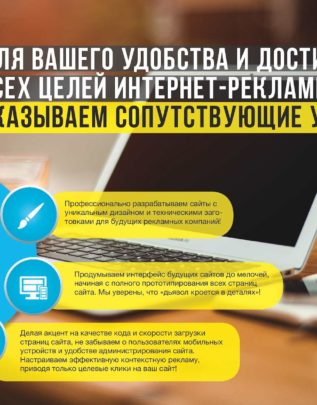 ЛЯ ВАШЕГО УДОБСТВА И ДОСТИ
СЕХ ЦЕЛЕЙ ИНТЕРНЕТ-РЕКЛАМ
КАЗЫВАЕМ СОПУТСТВУЮЩИЕ У
Профессионально разрабатываем сайты с
уникальным дизайном и техническими заго-
товками для будущих рекламных компаний!
Продумываем интерфейс будущих сайтов до мелочей,
начиная с полного прототипирования всех страниц
сайта. Мы уверены, что «дьявол кроется в деталях»!
Делая акцент на качестве кода и скорости загрузки
страниц сайта, не забываем о пользователях мобильных
устройств и удобстве администрирования сайта.
Настраиваем эффективную контекстную рекламу,
приводя только целевые клики на ваш сайт!